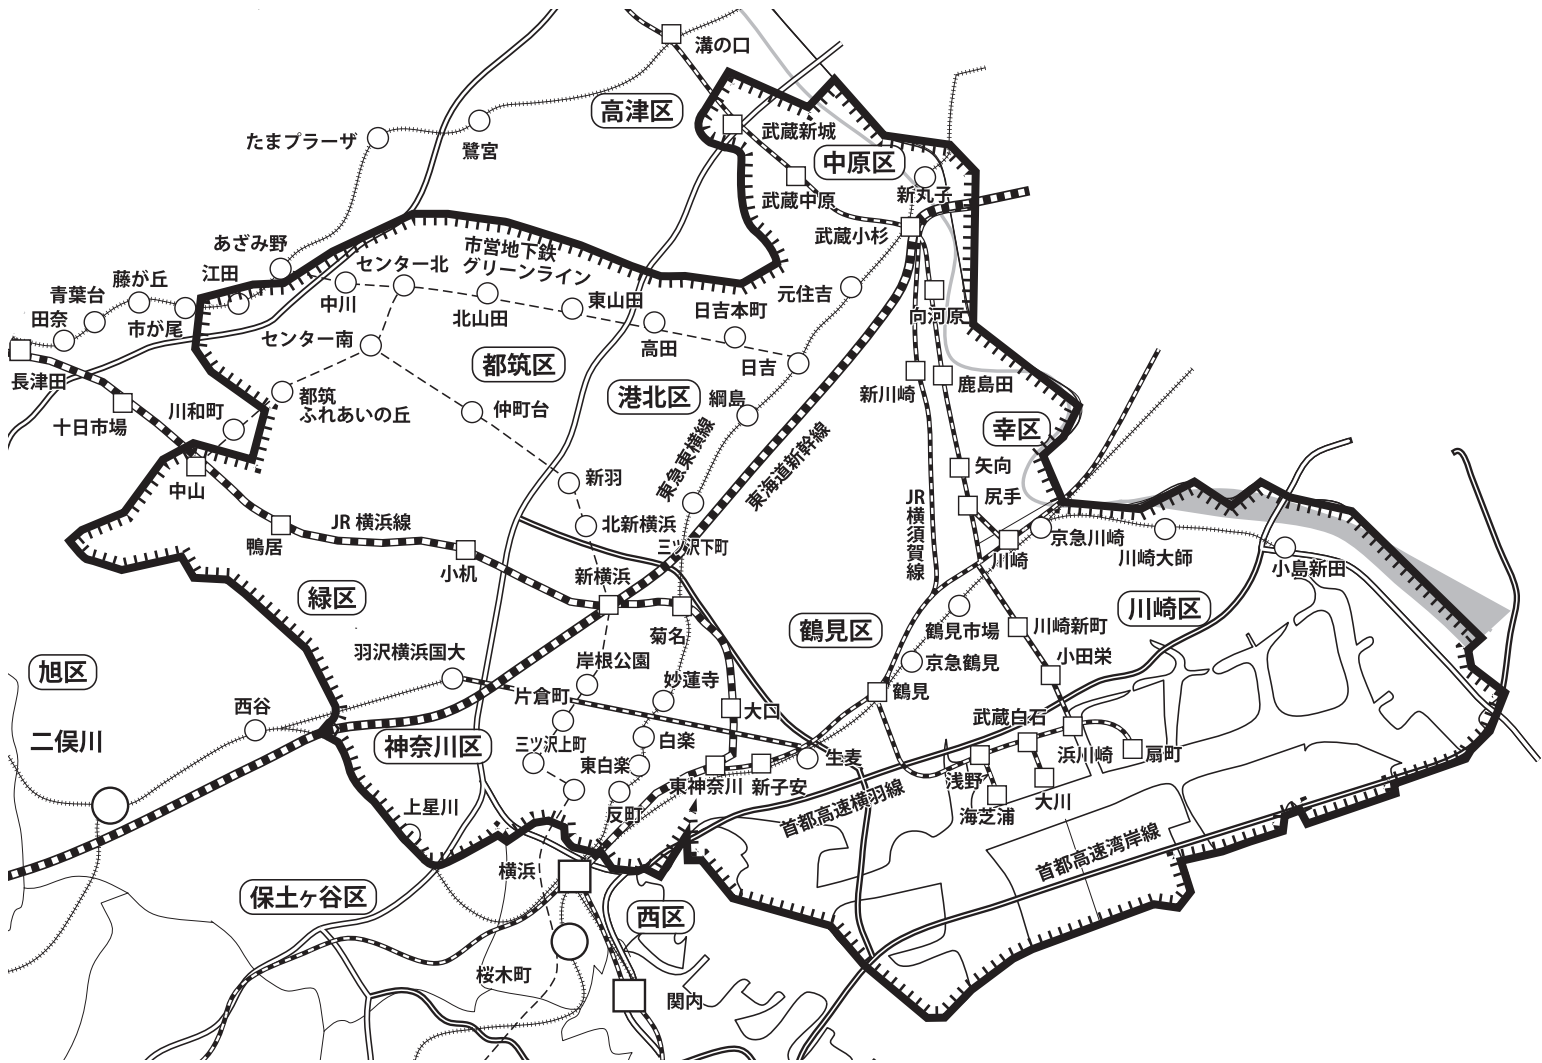 溝の口
高津区
たまプラーザ
鷺宮
武蔵新城
中原区
新丸子
武蔵中原
武蔵小杉
あざみ野
市営地下鉄
グリーンライン
センター北
江田
藤が丘
青葉台
田奈
市が尾
中川
北山田
東山田
日吉本町
元住吉
向河原
センター南
高田
日吉
都筑区
長津田
十日市場
川和町
都筑
ふれあいの丘
仲町台
港北区
綱島
新川崎
鹿島田
幸区
東急東横線
東海道新幹線
新羽
矢向
尻手
中山
JR 横浜線
鴨居
北新横浜
三ッ沢下町
JR横須賀線
川崎
京急川崎
川崎大師
小島新田
小机
新横浜
緑区
菊名
鶴見区
鶴見市場
川崎新町
川崎区
羽沢横浜国大
岸根公園
京急鶴見
小田栄
旭区
西谷
片倉町
妙蓮寺
大口
鶴見
武蔵白石
二俣川
神奈川区
三ツ沢上町
白楽
東白楽
生麦
浜川崎
扇町
東神奈川
新子安
浅野
大川
海芝浦
首都高速横羽線
上星川
反町
首都高速湾岸線
横浜
保土ヶ谷区
西区
桜木町
関内